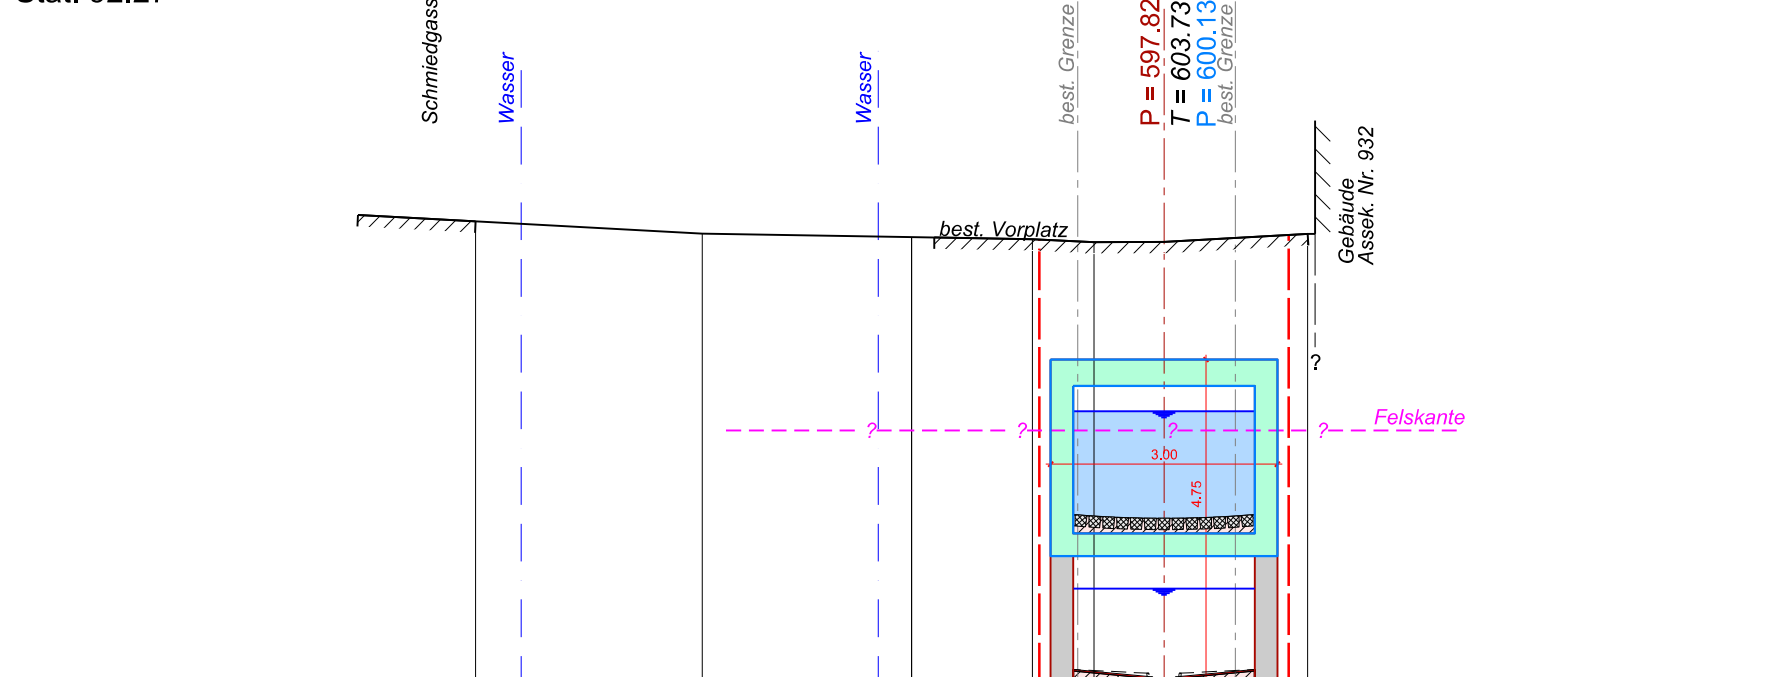 Schmiedgass
Wasser
Wasser
best. Grenze
P = 597.82
T = 603.73
P = 600.13
best. Grenze
Gebäude
Assek. Nr. 932
best. Vorplatz
?
Felskante
?
?
?
?
3.00
4.75